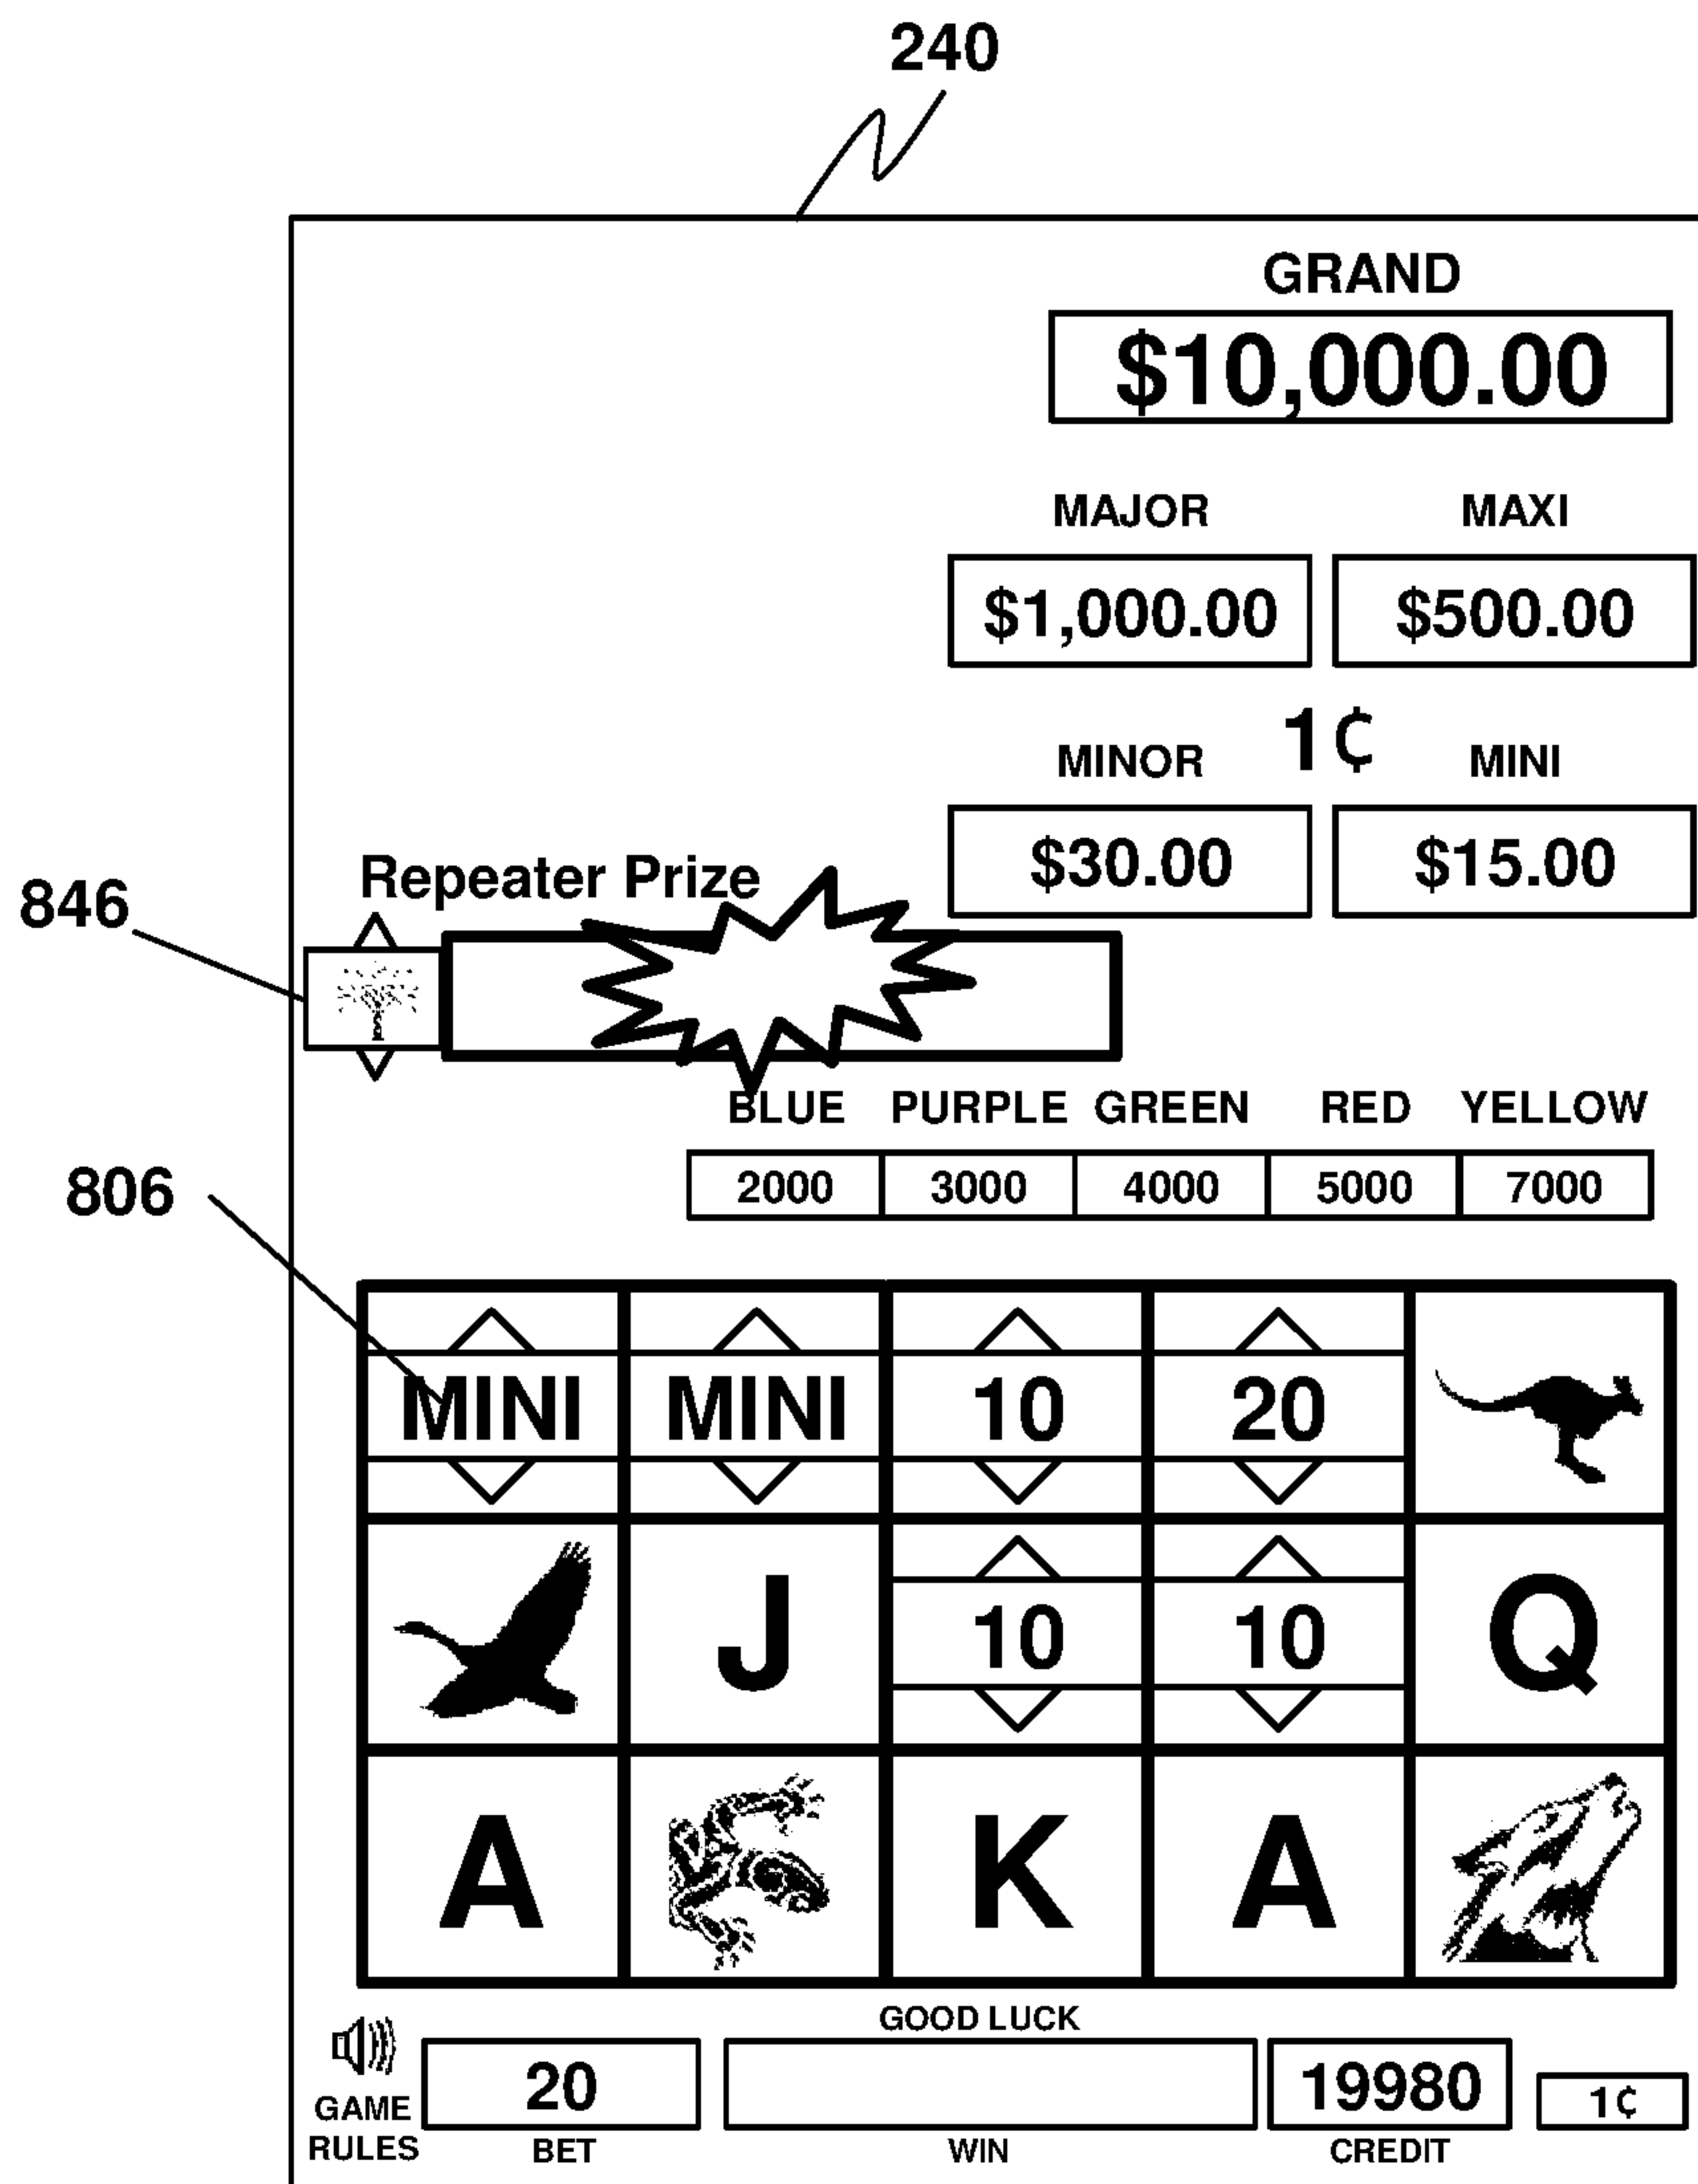 240
GRAND
$10,000.00
MAJOR MAXI
$1,000.00 $500.00
1¢
MINOR MINI
$30.00 $15.00
Repeater Prize
846
BLUE PURPLE GREEN RED YELLOW
2000 3000 4000 5000 7000
806
MINI MINI 10 20
J 10 10 Q
A K A
GOOD LUCK
20 19980 1¢
GAME RULES BET WIN CREDIT